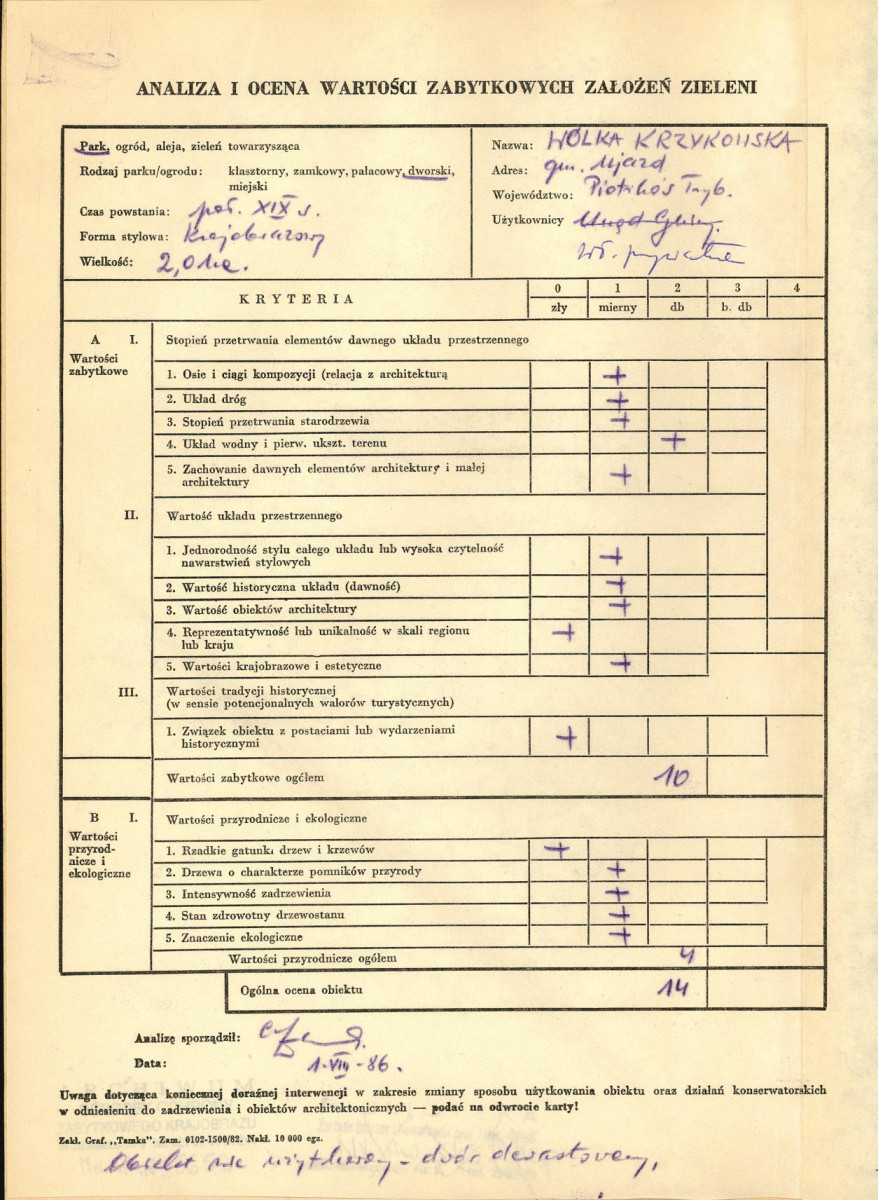 ANALIZA I OCENA WARTOŚCI ZABYTKOWYCH ZAŁOŻEŃ ZIELENI
Park, ogród, aleja, zieleń towarzysząca
Rodzaj parku/ogrodu: klasztorny, zamkowy, pałacowy, dworski,
miejski
Czas powstania: poł. XIX s.
Forma stylowa: Krajobrazowy
Wielkość: 2,0 ha.
Nazwa: WOLKA KRZYKOWSKA
Adres: gm. Ujazd
Województwo: Piotrków Tryb.
Użytkownicy Urząd Gminy
wł. prywatna
KRYTERIA 0 1 2 3 4
zły mierny db b. db
A I. Stopień przetrwania elementów dawnego układu przestrzennego
Wartości
zabytkowe
1. Osie i ciągi kompozycji (relacja z architekturą +
2. Układ dróg +
3. Stopień przetrwania starodrzewia +
4. Układ wodny i pierw. ukszt. terenu +
5. Zachowanie dawnych elementów architektury i małej +
architektury
II. Wartość układu przestrzennego
1. Jednorodność stylu całego układu lub wysoka czytelność +
nawarstwień stylowych
2. Wartość historyczna układu (dawność) +
3. Wartość obiektów architektury +
4. Reprezentatywność lub unikalność w skali regionu +
lub kraju
5. Wartości krajobrazowe i estetyczne +
III. Wartości tradycji historycznej
(w sensie potencjonalnych walorów turystycznych)
1. Związek obiektu z postaciami lub wydarzeniami +
historycznymi
Wartości zabytkowe ogółem 10
B I. Wartości przyrodnicze i ekologiczne
Wartości
przyrod-
nicze i
ekologiczne
1. Rzadkie gatunki drzew i krzewów +
2. Drzewa o charakterze pomników przyrody +
3. Intensywność zadrzewienia +
4. Stan zdrowotny drzewostanu +
5. Znaczenie ekologiczne +
Wartości przyrodnicze ogółem 4
Ogólna ocena obiektu 14
Analizę sporządził:
Data: 1.VIII-86.
Uwaga dotycząca koniecznej doraźnej interwencji w zakresie zmiany sposobu użytkowania obiektu oraz działań konserwatorskich
w odniesieniu do zadrzewienia i obiektów architektonicznych — podać na odwrocie karty!
Zakł. Graf. „Tamka". Zam. 0102-1500/82. Nakł. 10 000 egz.
Obiekt nie użytkowany - dwór dewastowany,